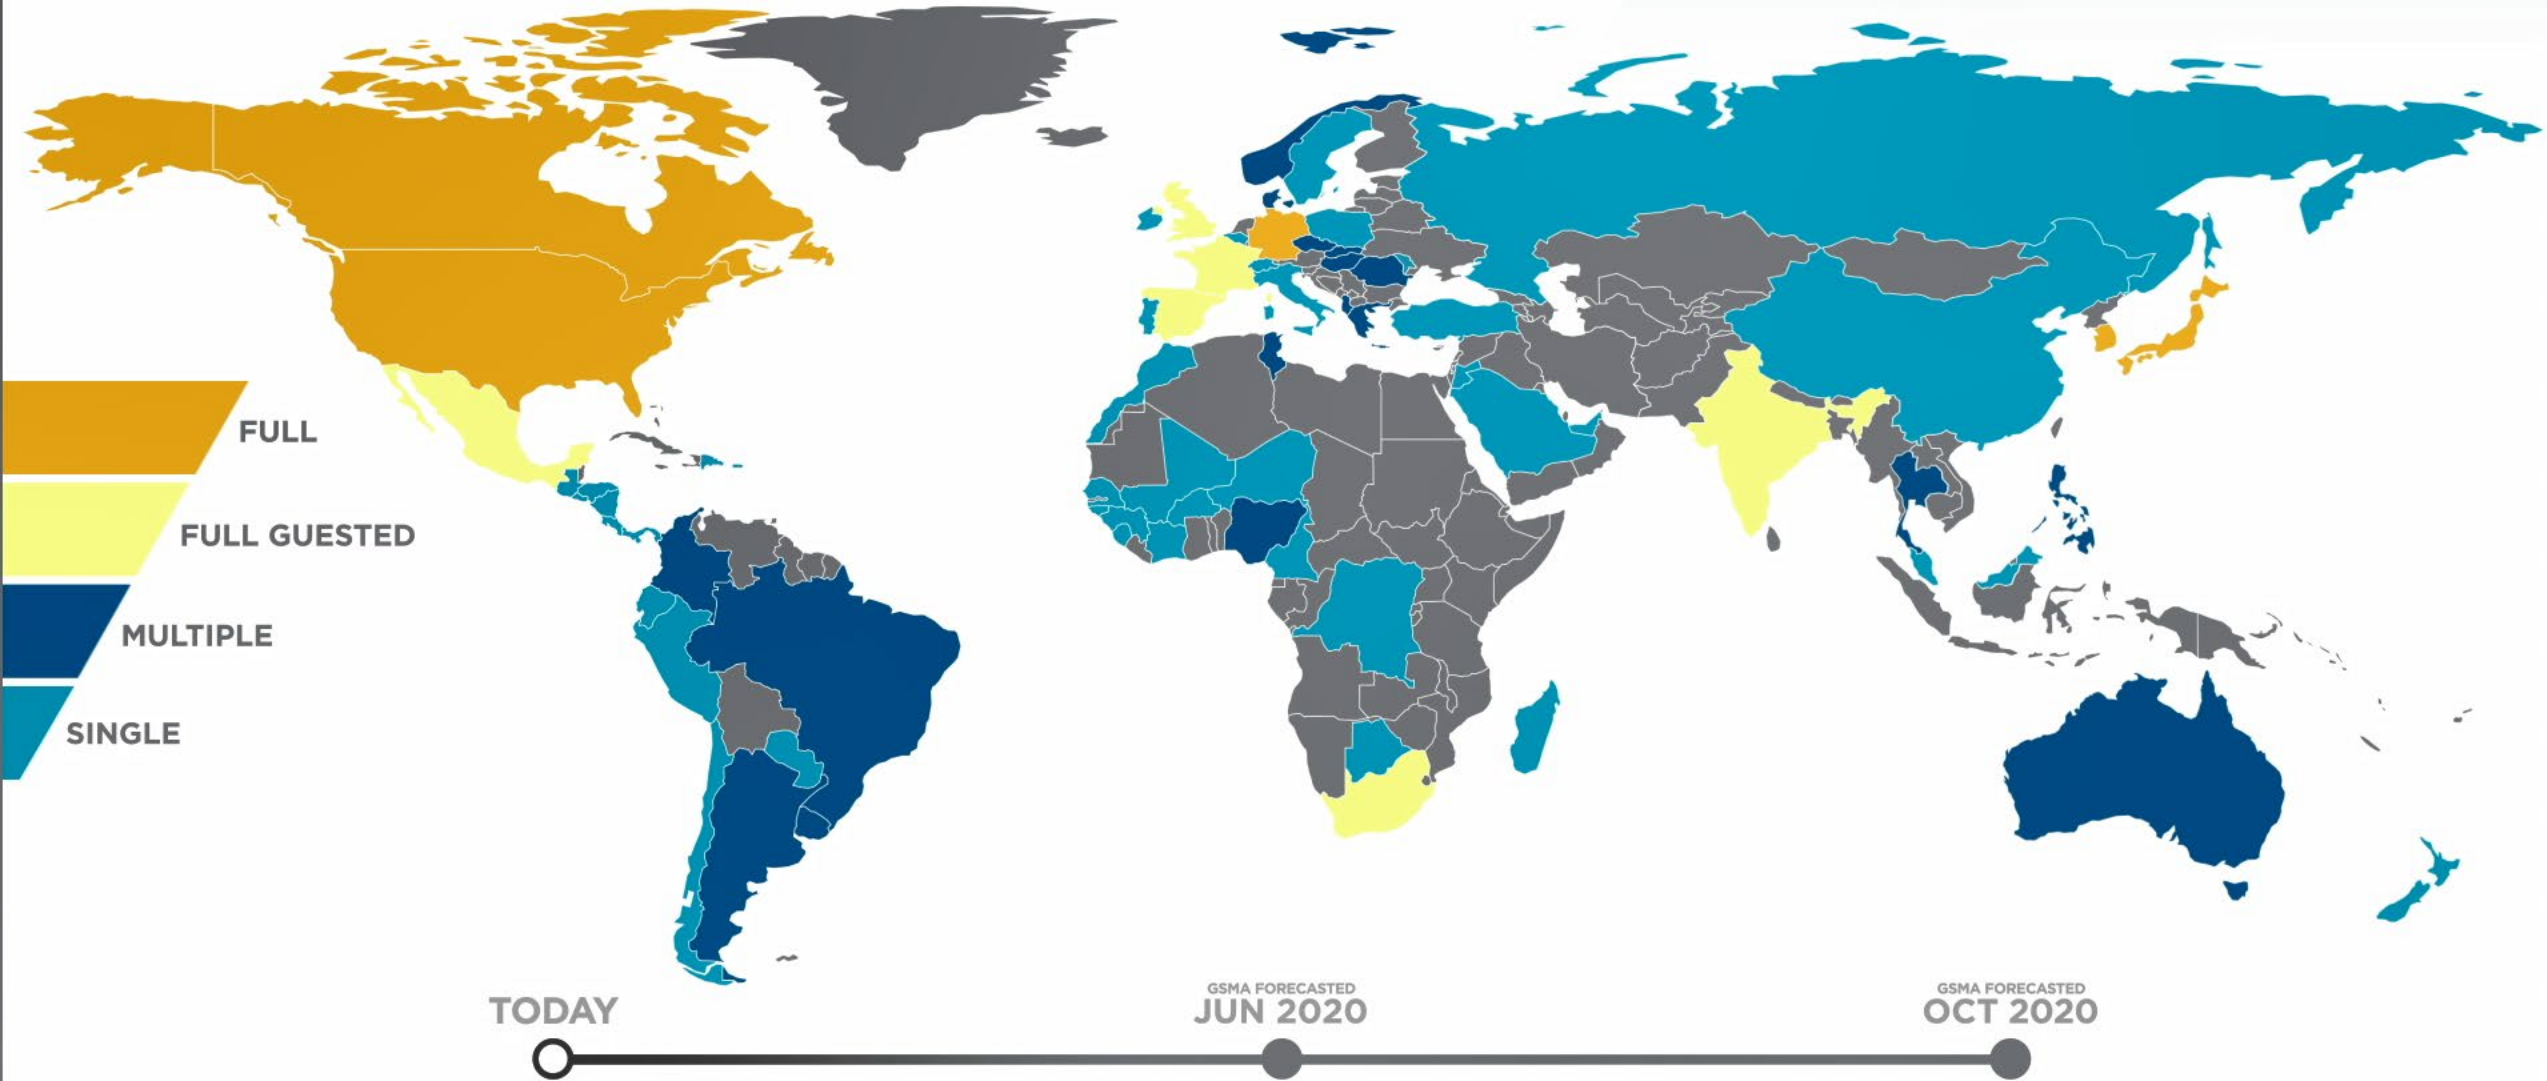 FULL
FULL GUESTED
MULTIPLE
SINGLE
TODAY
GSMA FORECASTED
JUN 2020
GSMA FORECASTED
OCT 2020